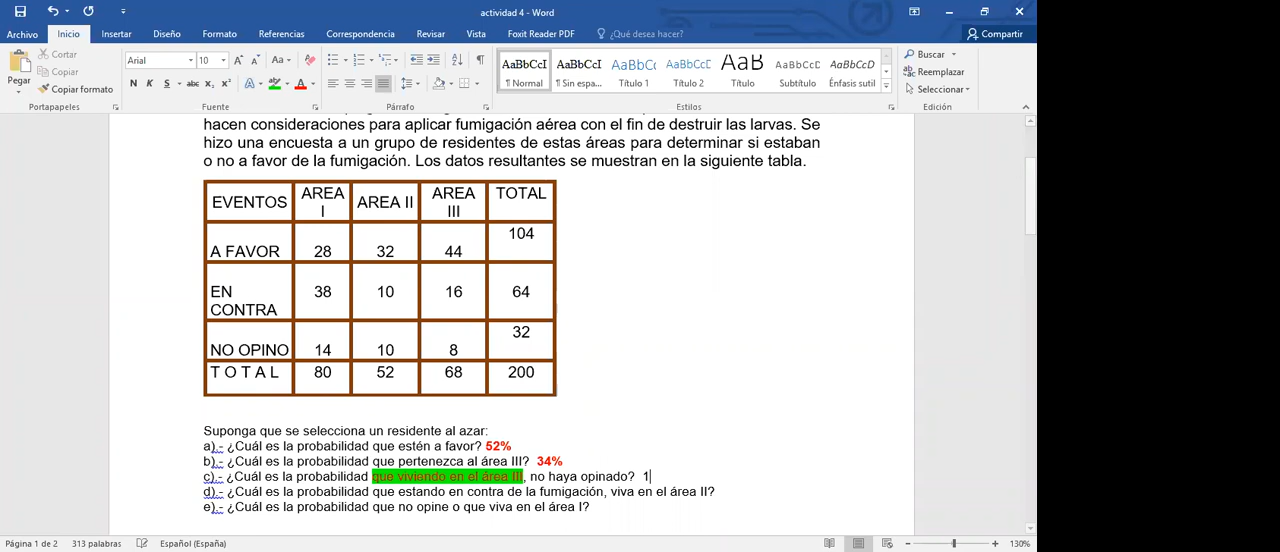 actividad 4 - Word
Archivo Inicio Insertar Diseño Formato Referencias Correspondencia Revisar Vista Foxit Reader PDF ¿Qué desea hacer? Compartir
Pegar
Cortar
Copiar
Copiar formato
Arial 10
N K S abc x₂ x² A
Portapapeles Fuente Párrafo Estilos Edición
AaBbCcI AaBbCcI AaBbCc AaBbCcI AaB AaBbCcI AaBbCcI
¶ Normal ¶ Sin espa... Título 1 Título 2 Título Subtítulo Énfasis sutil
Buscar
Reemplazar
Seleccionar
hacen consideraciones para aplicar fumigación aérea con el fin de destruir las larvas. Se
hizo una encuesta a un grupo de residentes de estas áreas para determinar si estaban
o no a favor de la fumigación. Los datos resultantes se muestran en la siguiente tabla.
EVENTOS AREA I AREA II AREA III TOTAL
A FAVOR 28 32 44 104
EN CONTRA 38 10 16 64
NO OPINO 14 10 8 32
T O T A L 80 52 68 200
Suponga que se selecciona un residente al azar:
a).- ¿Cuál es la probabilidad que estén a favor? 52%
b).- ¿Cuál es la probabilidad que pertenezca al área III? 34%
c).- ¿Cuál es la probabilidad que viviendo en el área III, no haya opinado? 1
d).- ¿Cuál es la probabilidad que estando en contra de la fumigación, viva en el área II?
e).- ¿Cuál es la probabilidad que no opine o que viva en el área I?
Página 1 de 2 313 palabras Español (España) 130%